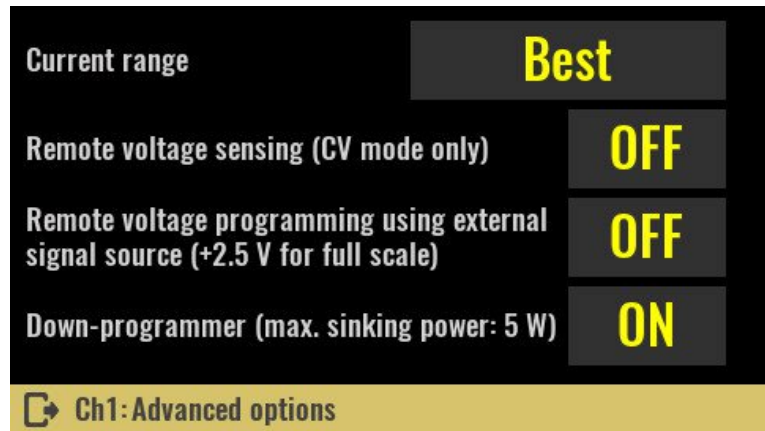 Current range
Best
Remote voltage sensing (CV mode only)
OFF
Remote voltage programming using external
signal source (+2.5 V for full scale)
OFF
Down-programmer (max. sinking power: 5 W)
ON
Ch1: Advanced options